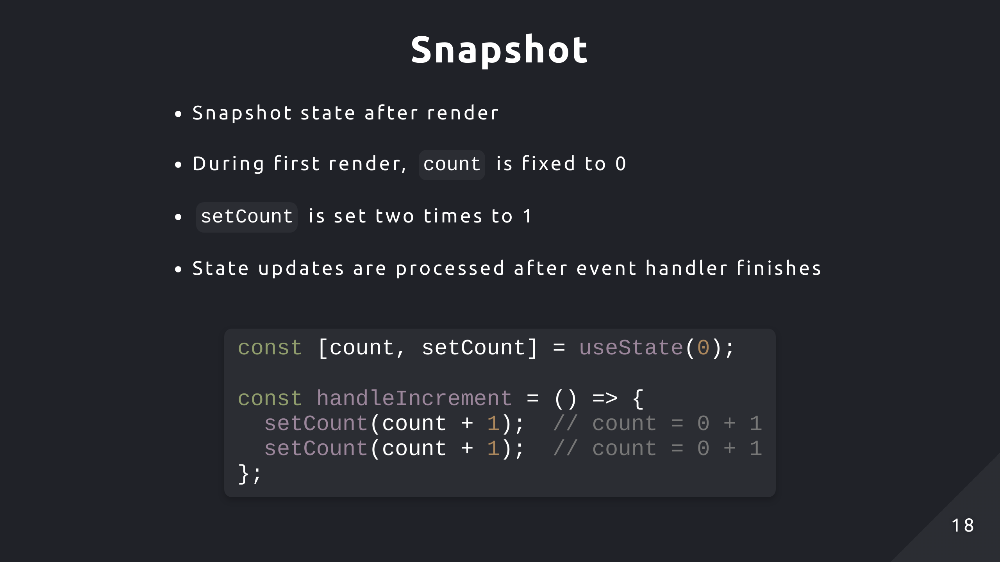 Snapshot
• Snapshot state after render
• During first render, count is fixed to 0
• setCount is set two times to 1
• State updates are processed after event handler finishes
const [count, setCount] = useState(0);

const handleIncrement = () => {
  setCount(count + 1);  // count = 0 + 1
  setCount(count + 1);  // count = 0 + 1
};
18